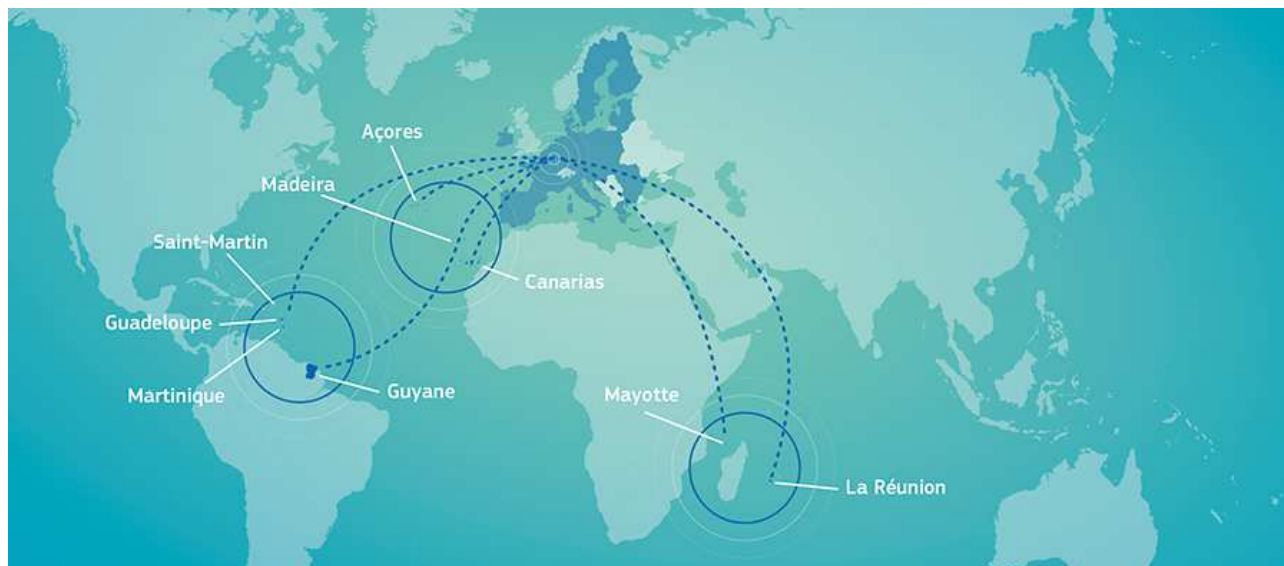 Açores
Madeira
Saint-Martin
Canarias
Guadeloupe
Martinique
Guyane
Mayotte
La Réunion